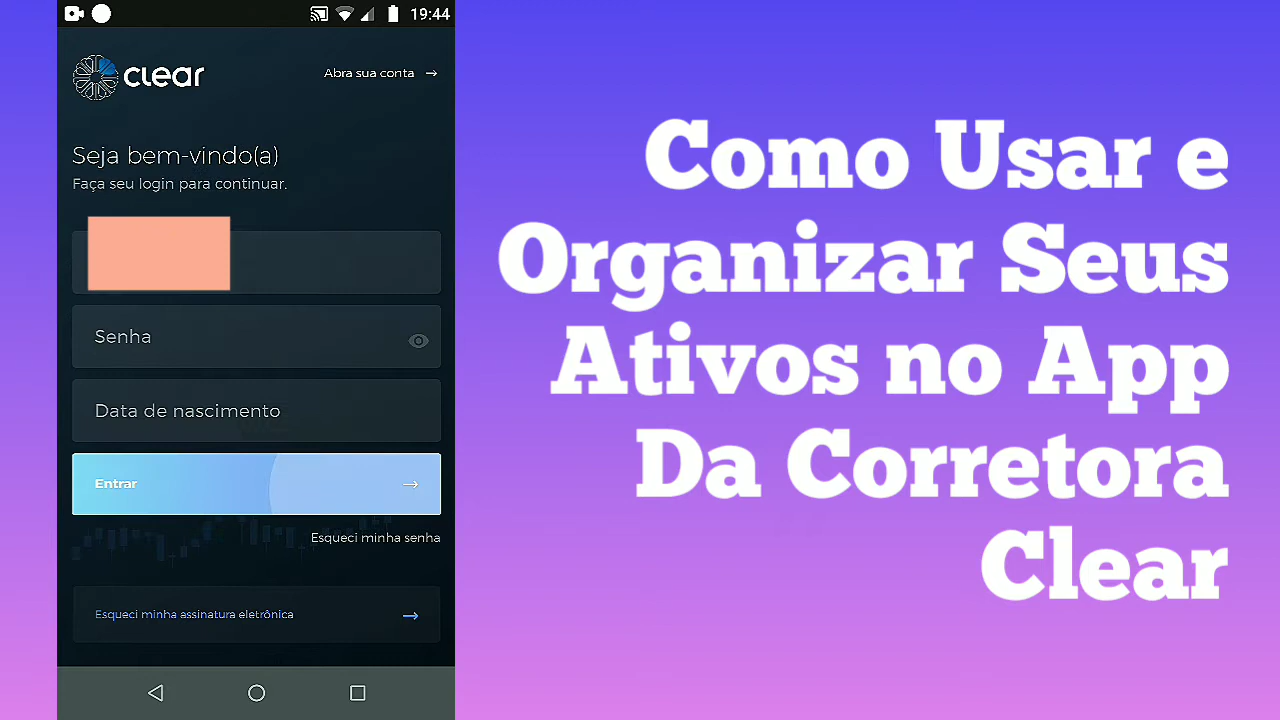 19:44
clear
Abra sua conta →
Seja bem-vindo(a)
Faça seu login para continuar.
Senha
Data de nascimento
Entrar →
Esqueci minha senha
Esqueci minha assinatura eletrônica →
Como Usar e
Organizar Seus
Ativos no App
Da Corretora
Clear